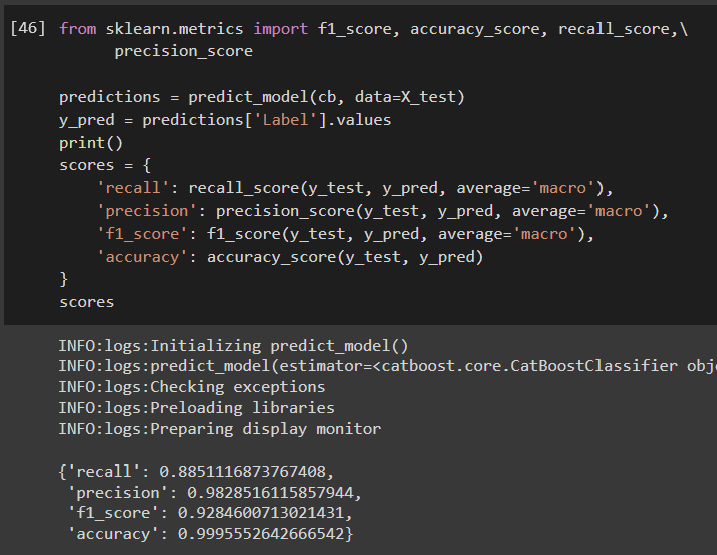 [46] from sklearn.metrics import f1_score, accuracy_score, recall_score,\
precision_score
predictions = predict_model(cb, data=X_test)
y_pred = predictions['Label'].values
print()
scores = {
'recall': recall_score(y_test, y_pred, average='macro'),
'precision': precision_score(y_test, y_pred, average='macro'),
'f1_score': f1_score(y_test, y_pred, average='macro'),
'accuracy': accuracy_score(y_test, y_pred)
}
scores
INFO:logs:Initializing predict_model()
INFO:logs:predict_model(estimator=<catboost.core.CatBoostClassifier obje
INFO:logs:Checking exceptions
INFO:logs:Preloading libraries
INFO:logs:Preparing display monitor
{'recall': 0.8851116873767408,
'precision': 0.9828516115857944,
'f1_score': 0.9284600713021431,
'accuracy': 0.9995552642666542}